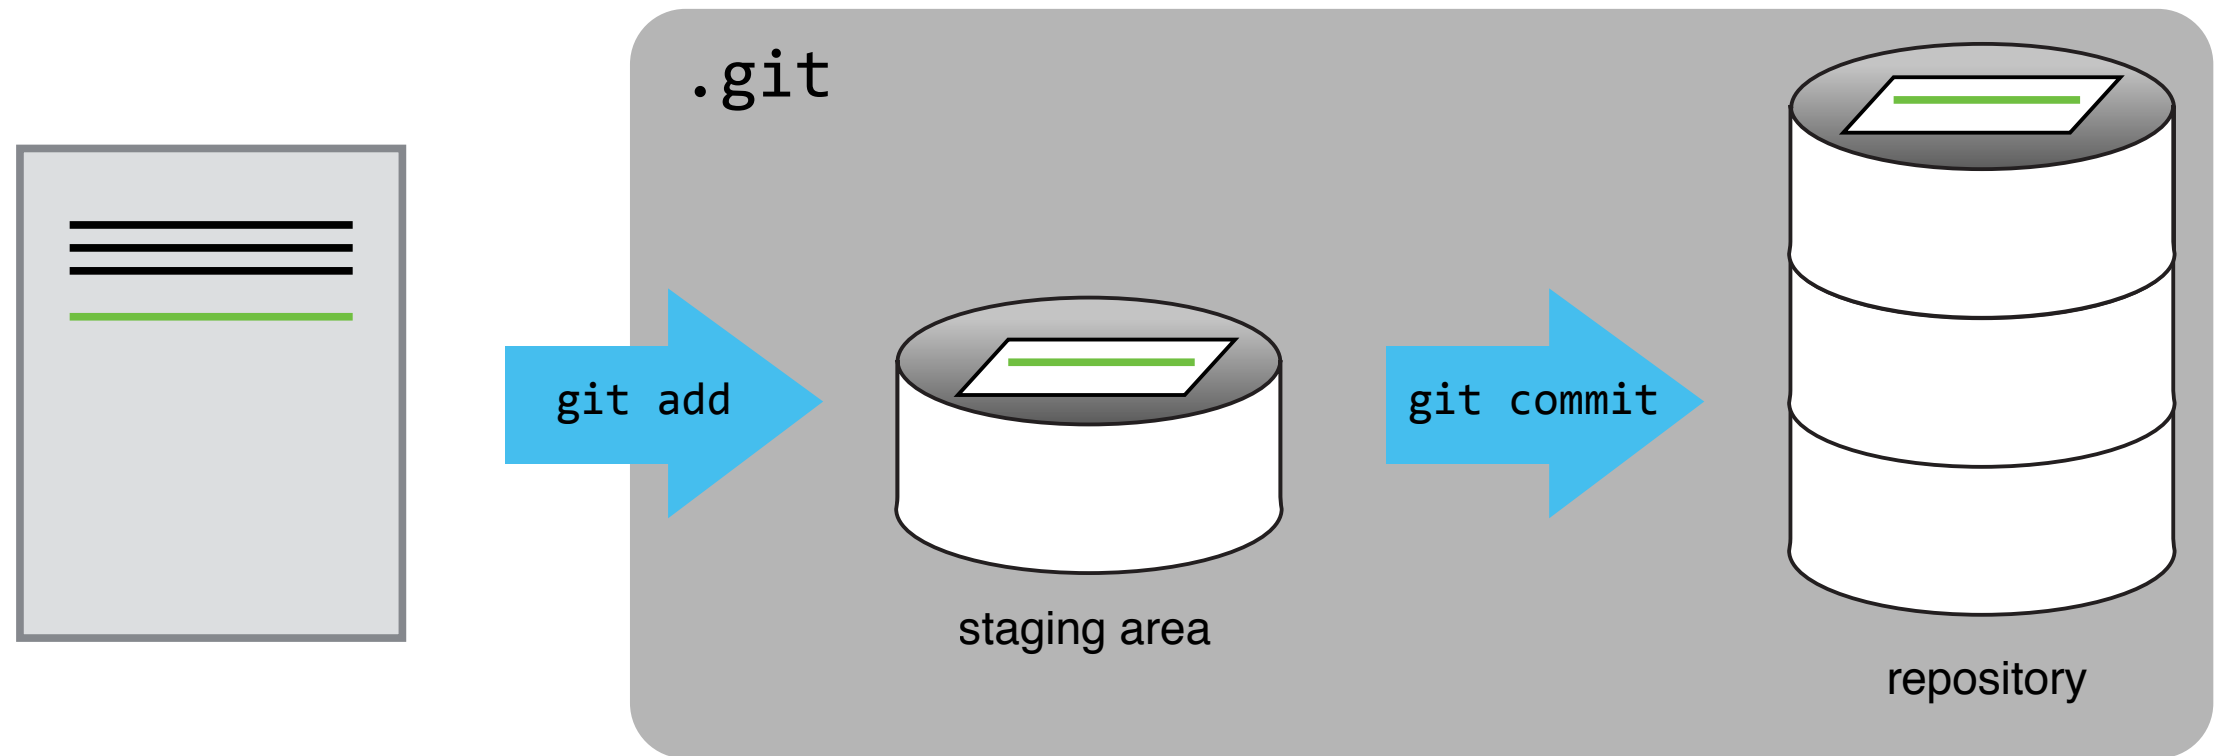 .git
git add
git commit
staging area
repository